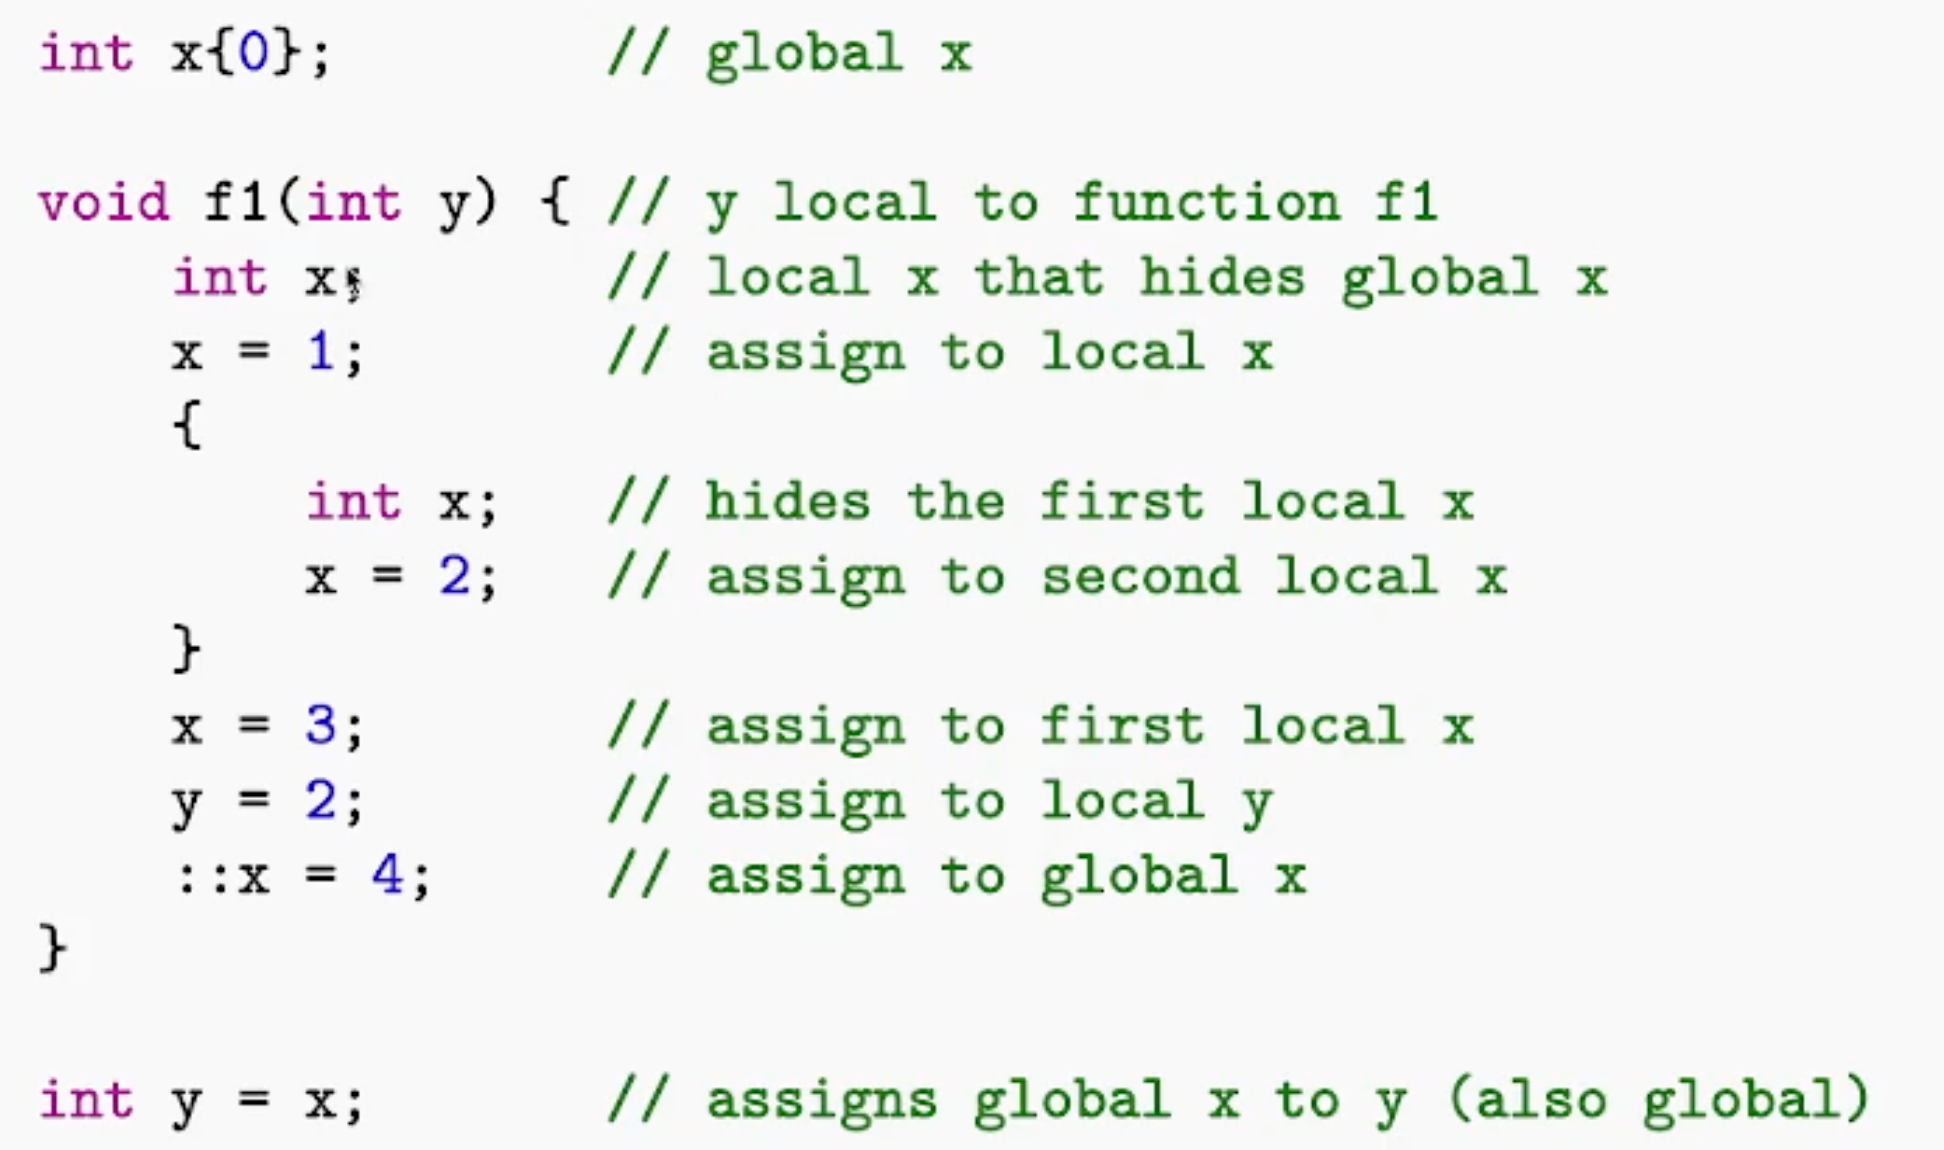 int x{0};        // global x
void f1(int y) { // y local to function f1
    int x;       // local x that hides global x
    x = 1;       // assign to local x
    {
        int x;   // hides the first local x
        x = 2;   // assign to second local x
    }
    x = 3;       // assign to first local x
    y = 2;       // assign to local y
    ::x = 4;     // assign to global x
}
int y = x;       // assigns global x to y (also global)